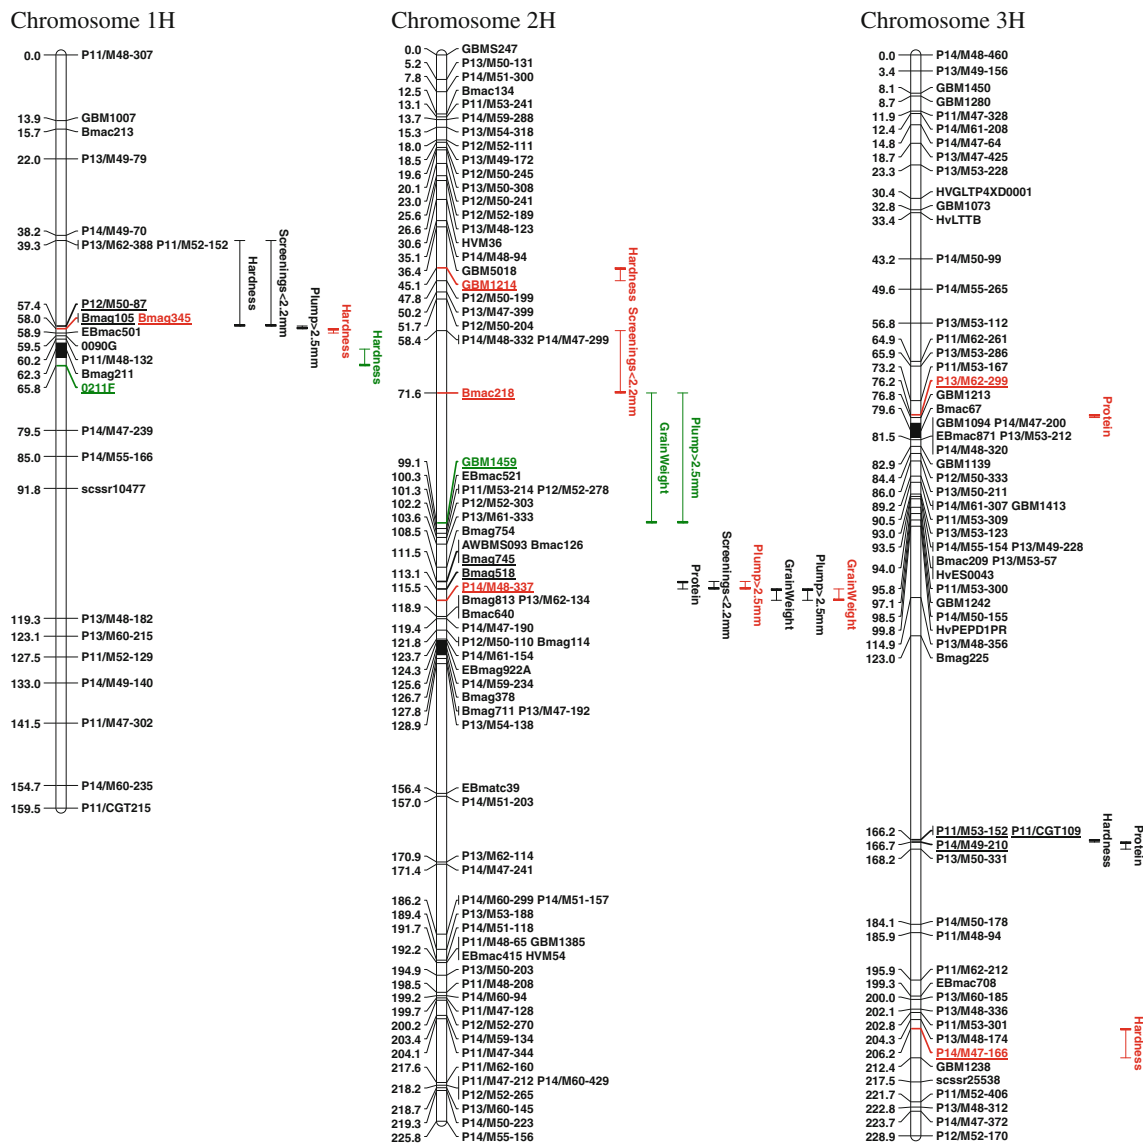 Chromosome 1H
0.0 P11/M48-307
13.9 GBM1007
15.7 Bmac213
22.0 P13/M49-79
38.2 P14/M49-70
39.3 P13/M62-388 P11/M52-152
57.4 P12/M50-87
58.0 Bmag105 Bmag345
58.9 EBmac501
59.5 0090G
60.2 P11/M48-132
62.3 Bmag211
65.8 0211F
79.5 P14/M47-239
85.0 P14/M55-166
91.8 scssr10477
119.3 P13/M48-182
123.1 P13/M60-215
127.5 P11/M52-129
133.0 P14/M49-140
141.5 P11/M47-302
154.7 P14/M60-235
159.5 P11/CGT215
Hardness
Screenings<2.2mm
Plump>2.5mm
Hardness
Hardness
Chromosome 2H
0.0 GBMS247
5.2 P13/M50-131
7.8 P14/M51-300
12.5 Bmac134
13.1 P11/M53-241
13.7 P14/M59-288
15.3 P13/M54-318
18.0 P12/M52-111
18.5 P13/M49-172
19.6 P12/M50-245
20.1 P13/M50-308
23.0 P12/M50-241
25.6 P12/M52-189
26.6 P13/M48-123
30.6 HVM36
35.1 P14/M48-94
36.4 GBM5018
45.1 GBM1214
47.8 P12/M50-199
50.2 P13/M47-399
51.7 P12/M50-204
58.4 P14/M48-332 P14/M47-299
71.6 Bmac218
99.1 GBM1459
100.3 EBmac521
101.3 P11/M53-214 P12/M52-278
102.2 P12/M52-303
103.6 P13/M61-333
108.5 Bmag754
AWBMS093 Bmac126
111.5 Bmag745
113.1 Bmag518
115.5 P14/M48-337
118.9 Bmag813 P13/M62-134
Bmac640
119.4 P14/M47-190
121.8 P12/M50-110 Bmag114
123.7 P14/M61-154
124.3 EBmag922A
125.6 P14/M59-234
126.7 Bmag378
127.8 Bmag711 P13/M47-192
128.9 P13/M54-138
156.4 EBmatc39
157.0 P14/M51-203
170.9 P13/M62-114
171.4 P14/M47-241
186.2 P14/M60-299 P14/M51-157
189.4 P13/M53-188
191.7 P14/M51-118
192.2 P11/M48-65 GBM1385
EBmac415 HVM54
194.9 P13/M50-203
198.5 P11/M48-208
199.2 P14/M60-94
199.7 P11/M47-128
200.2 P12/M52-270
203.4 P14/M59-134
204.1 P11/M47-344
217.6 P11/M62-160
218.2 P11/M47-212 P14/M60-429
P12/M52-265
218.7 P13/M60-145
223.7 P14/M50-223
225.8 P14/M55-156
Hardness
Screenings<2.2mm
GrainWeight
Plump>2.5mm
Protein
Screenings<2.2mm
Plump>2.5mm
GrainWeight
Plump>2.5mm
GrainWeight
Chromosome 3H
0.0 P14/M48-460
3.4 P13/M49-156
8.1 GBM1450
8.7 GBM1280
11.9 P11/M47-328
12.4 P14/M61-208
14.8 P14/M47-64
18.7 P13/M47-425
23.3 P13/M53-228
30.4 HVGLTP4XD0001
32.8 GBM1073
33.4 HvLTTB
43.2 P14/M50-99
49.6 P14/M55-265
56.8 P13/M53-112
64.9 P11/M62-261
65.9 P13/M53-286
73.2 P11/M53-167
76.2 P13/M62-299
76.8 GBM1213
79.6 Bmac67
GBM1094 P14/M47-200
81.5 EBmac871 P13/M53-212
P14/M48-320
82.9 GBM1139
84.4 P12/M50-333
86.0 P13/M50-211
89.2 P14/M61-307 GBM1413
90.5 P11/M53-309
93.0 P13/M53-123
93.5 P14/M55-154 P13/M49-228
94.0 Bmac209 P13/M53-57
HvES0043
95.8 P11/M53-300
97.1 GBM1242
98.5 P14/M50-155
99.8 HvPEPD1PR
114.9 P13/M48-356
123.0 Bmag225
166.2 P11/M53-152 P11/CGT109
166.7 P14/M49-210
168.2 P13/M50-331
184.1 P14/M50-178
185.9 P11/M48-94
195.9 P11/M62-212
199.3 EBmac708
200.0 P13/M60-185
202.1 P13/M48-336
202.8 P11/M53-301
204.3 P13/M48-174
206.2 P14/M47-166
212.4 GBM1238
217.5 scssr25538
221.7 P11/M52-406
222.8 P13/M48-312
223.7 P14/M47-372
228.9 P12/M52-170
Protein
Hardness
Protein
Hardness